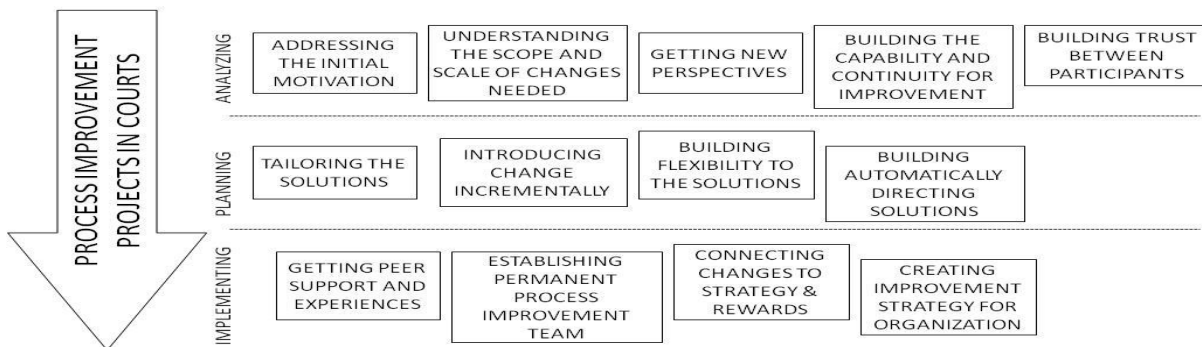 PROCESS IMPROVEMENT
PROJECTS IN COURTS
ANALYZING
ADDRESSING
THE INITIAL
MOTIVATION
UNDERSTANDING
THE SCOPE AND
SCALE OF CHANGES
NEEDED
GETTING NEW
PERSPECTIVES
BUILDING THE
CAPABILITY AND
CONTINUITY FOR
IMPROVEMENT
BUILDING TRUST
BETWEEN
PARTICIPANTS
PLANNING
TAILORING THE
SOLUTIONS
INTRODUCING
CHANGE
INCREMENTALLY
BUILDING
FLEXIBILITY TO
THE SOLUTIONS
BUILDING
AUTOMATICALLY
DIRECTING
SOLUTIONS
IMPLEMENTING
GETTING PEER
SUPPORT AND
EXPERIENCES
ESTABLISHING
PERMANENT
PROCESS
IMPROVEMENT
TEAM
CONNECTING
CHANGES TO
STRATEGY &
REWARDS
CREATING
IMPROVEMENT
STRATEGY FOR
ORGANIZATION